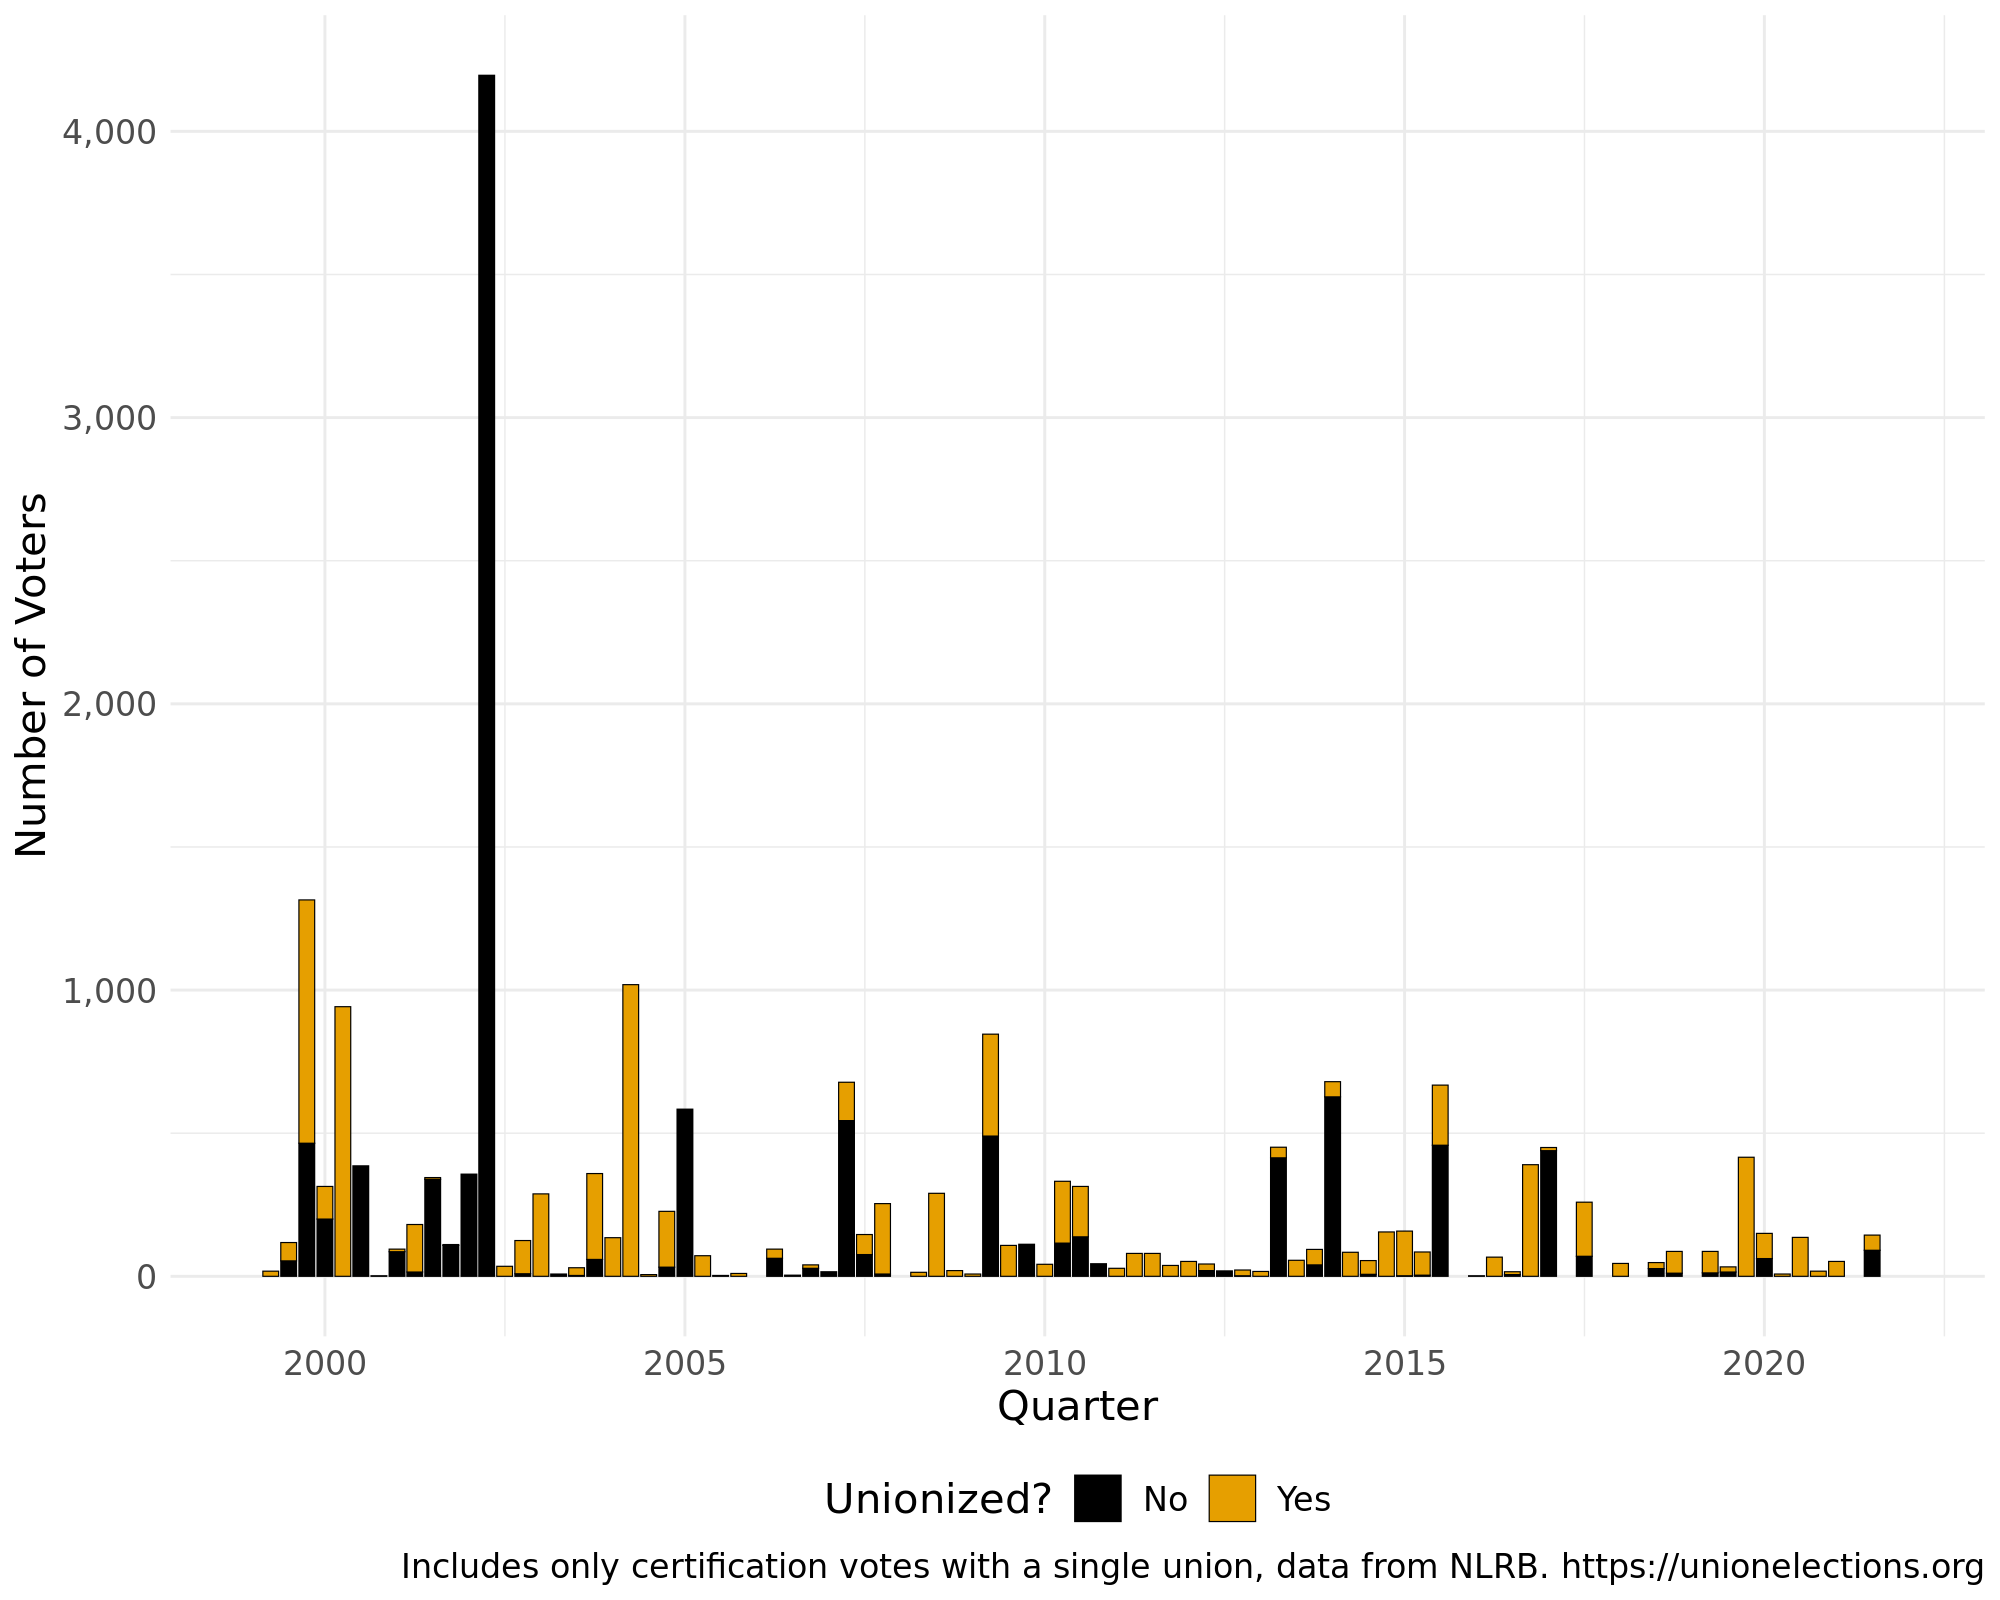 4,000
3,000
2,000
1,000
0
Number of Voters
2000 2005 2010 2015 2020
Quarter
Unionized? No Yes
Includes only certification votes with a single union, data from NLRB. https://unionelections.org